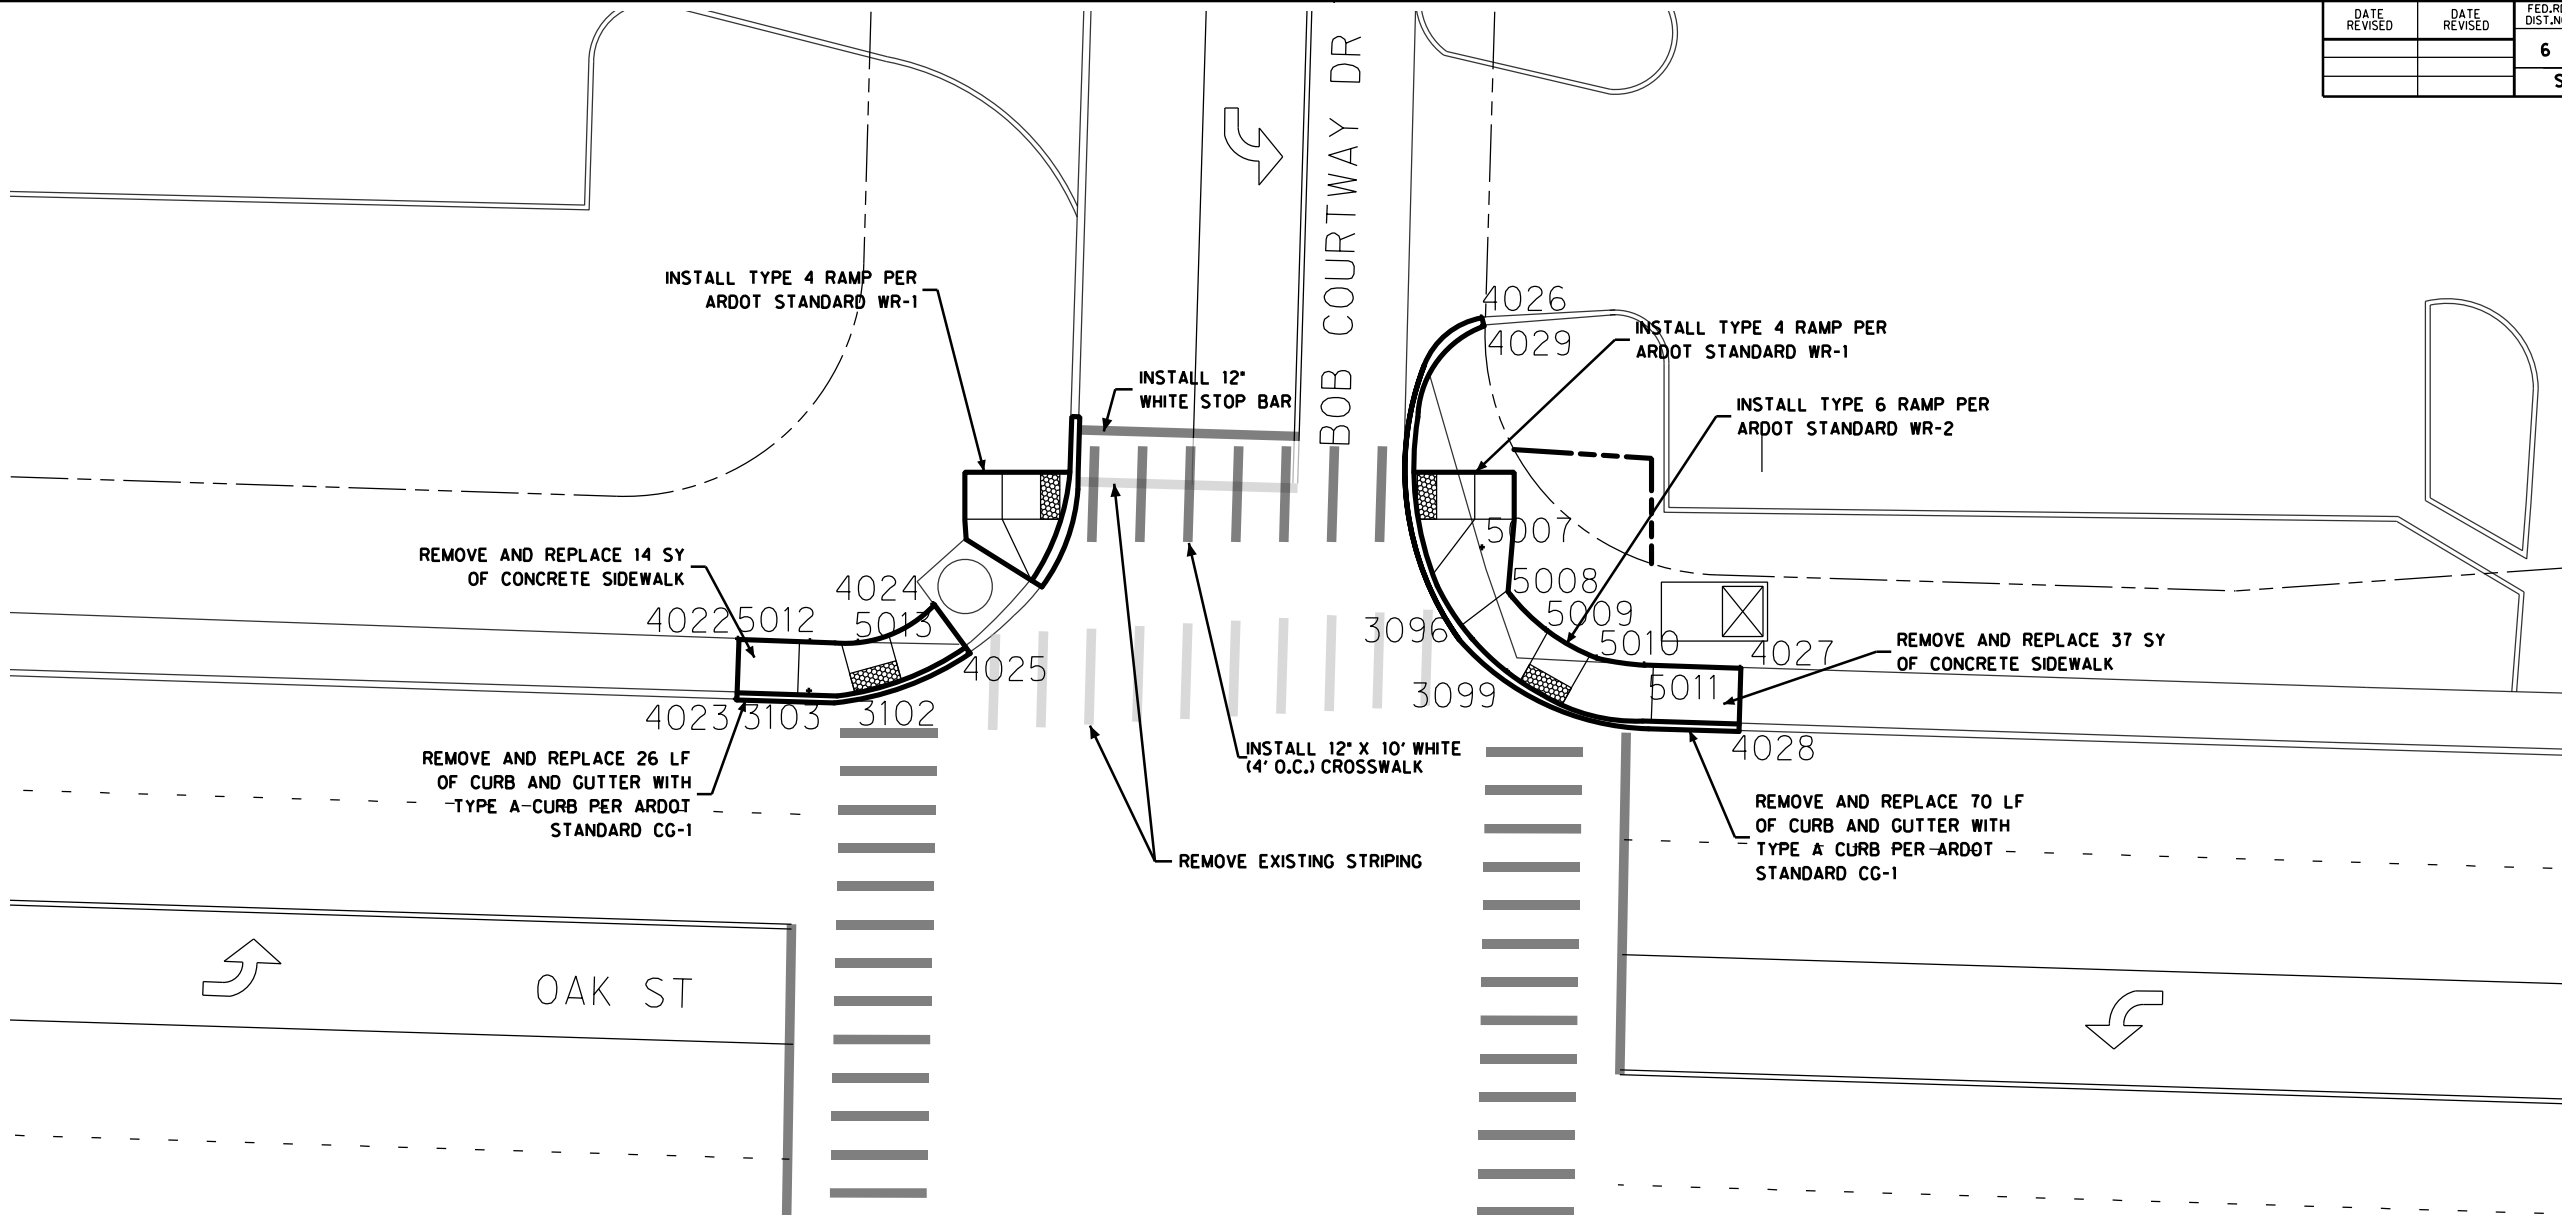 DATE
REVISED
DATE
REVISED
DIST.
6
BOB COURTWAY DR
INSTALL TYPE 4 RAMP PER
ARDOT STANDARD WR-1
INSTALL 12"
WHITE STOP BAR
4026
4029
INSTALL TYPE 4 RAMP PER
ARDOT STANDARD WR-1
INSTALL TYPE 6 RAMP PER
ARDOT STANDARD WR-2
REMOVE AND REPLACE 14 SY
OF CONCRETE SIDEWALK
4022
5012
4024
5013
4025
4023
3103
3102
5007
5008
5009
5010
3096
3099
5011
4027
4028
REMOVE AND REPLACE 37 SY
OF CONCRETE SIDEWALK
REMOVE AND REPLACE 26 LF
OF CURB AND GUTTER WITH
TYPE A CURB PER ARDOT
STANDARD CG-1
INSTALL 12" X 10' WHITE
(4' O.C.) CROSSWALK
REMOVE EXISTING STRIPING
REMOVE AND REPLACE 70 LF
OF CURB AND GUTTER WITH
TYPE A CURB PER ARDOT
STANDARD CG-1
OAK ST